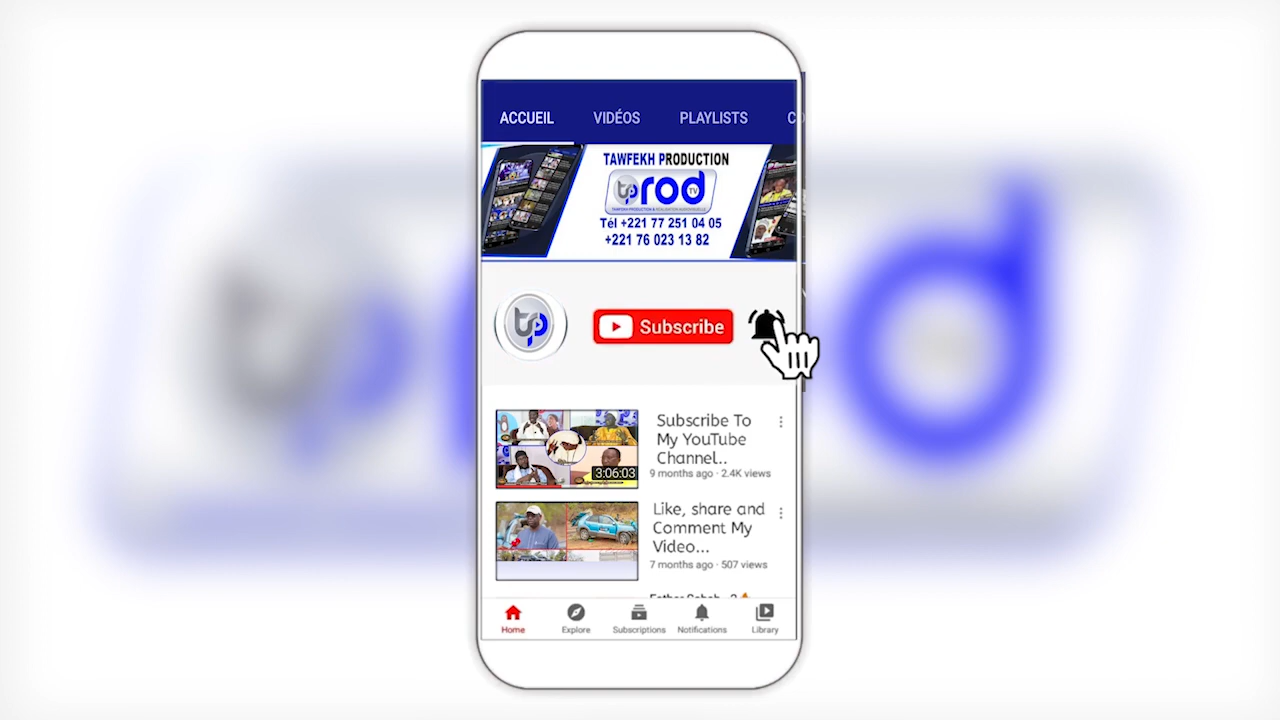 ACCUEIL VIDÉOS PLAYLISTS
TAWFEKH PRODUCTION
tprod TV
Tél +221 77 251 04 05
+221 76 023 13 82
tp
Subscribe
3:06:03
Subscribe To
My YouTube
Channel..
9 months ago · 2.4K views
Like, share and
Comment My
Video...
7 months ago · 507 views
Home Explore Subscriptions Notifications Library